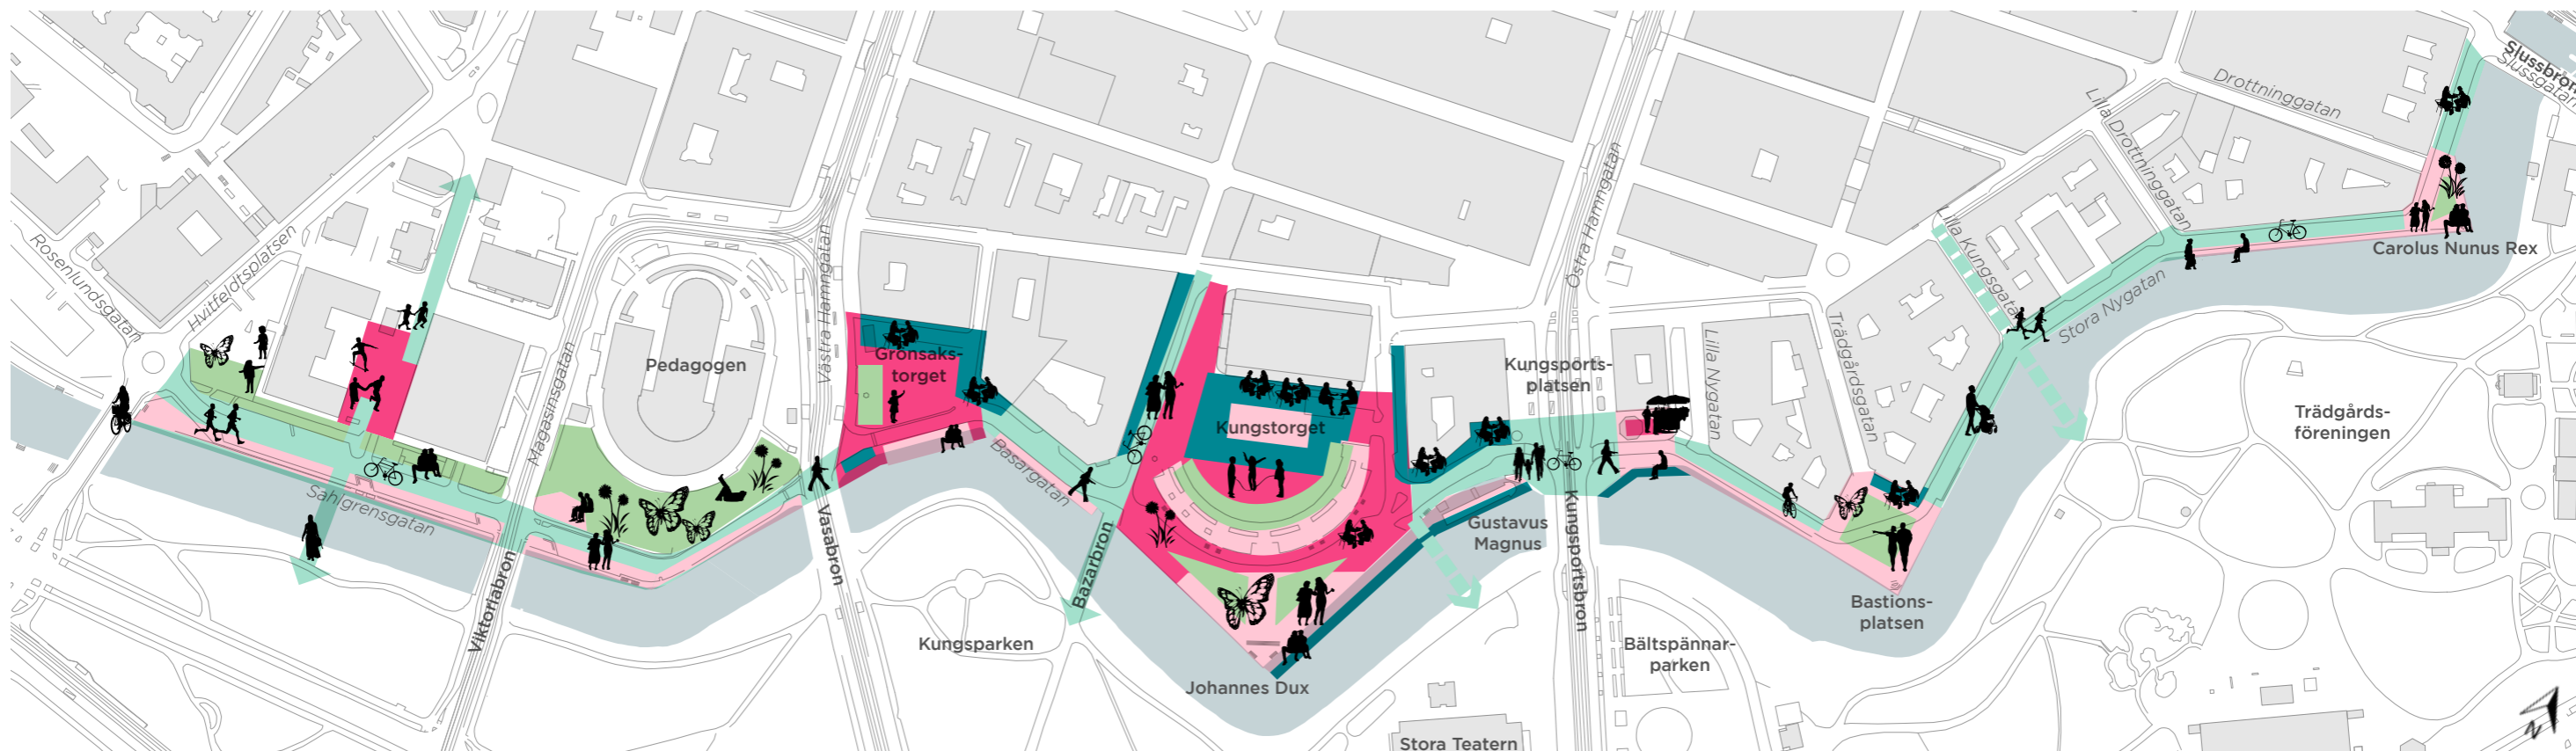 Rosenlundsgatan
Hvitfeldtsplatsen
Sahlgrensgatan
Viktoriabron
Magasinsgatan
Pedagogen
Västra Hamngatan
Vasabron
Grönsaks-
torget
Basargatan
Kungsparken
Bazarbron
Kungstorget
Johannes Dux
Gustavus
Magnus
Stora Teatern
Kungsports-
platsen
Östra Hamngatan
Kungsportsbron
Bältspännar-
parken
Lilla Nygatan
Trädgårdsgatan
Bastions-
platsen
Lilla Kungsgatan
Stora Nygatan
Lilla Drottninggatan
Drottninggatan
Carolus Nunus Rex
Trädgårds-
föreningen
Slussbron
Slussgatan
N